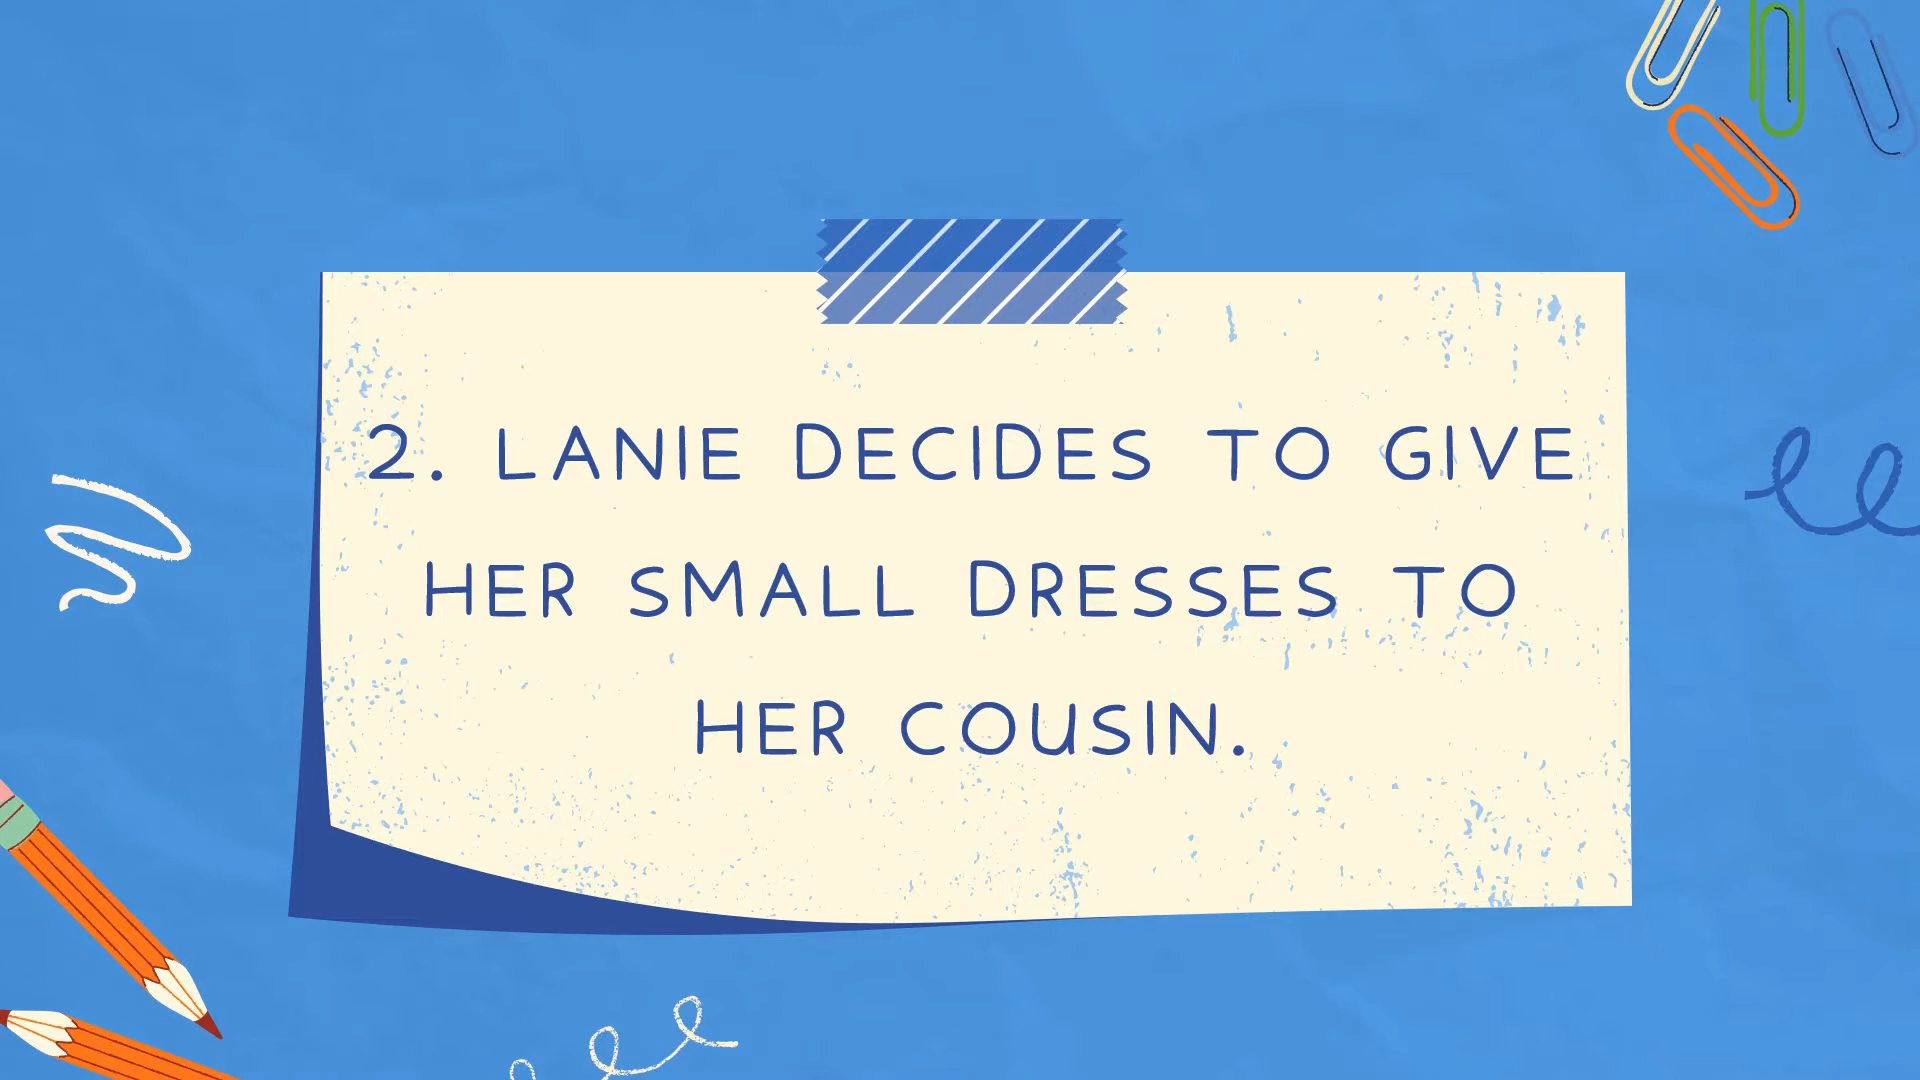 2. LANIE DECIDES TO GIVE
HER SMALL DRESSES TO
HER COUSIN.